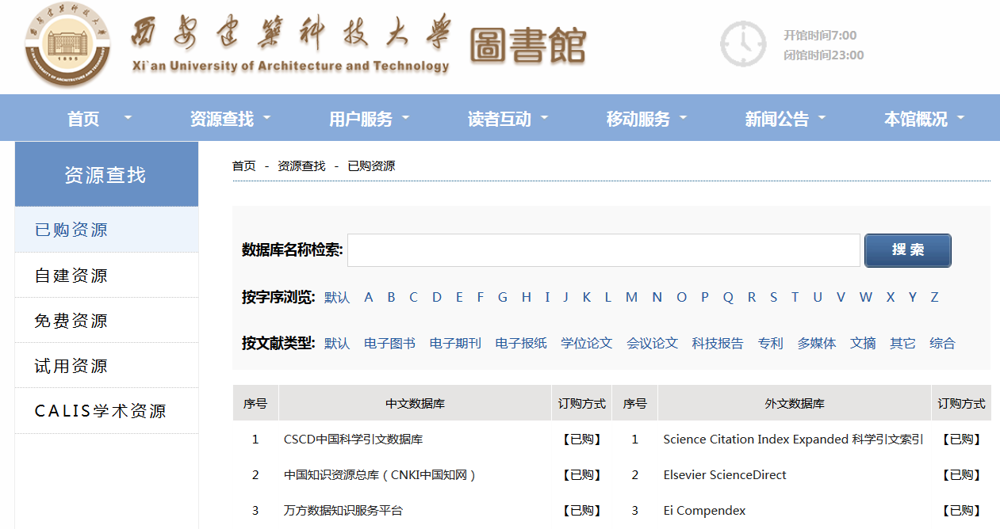 西安建築科技大學
Xi`an University of Architecture and Technology
圖書館
1895
开馆时间7:00
闭馆时间23:00
首页 资源查找 用户服务 读者互动 移动服务 新闻公告 本馆概况
资源查找
已购资源
自建资源
免费资源
试用资源
CALIS学术资源
首页 - 资源查找 - 已购资源
数据库名称检索: 搜 索
按字序浏览: 默认 A B C D E F G H I J K L M N O P Q R S T U V W X Y Z
按文献类型: 默认 电子图书 电子期刊 电子报纸 学位论文 会议论文 科技报告 专利 多媒体 文摘 其它 综合
序号 中文数据库 订购方式 序号 外文数据库 订购方式
1 CSCD中国科学引文数据库 【已购】 1 Science Citation Index Expanded 科学引文索引 【已购】
2 中国知识资源总库（CNKI中国知网） 【已购】 2 Elsevier ScienceDirect 【已购】
3 万方数据知识服务平台 【已购】 3 Ei Compendex 【已购】